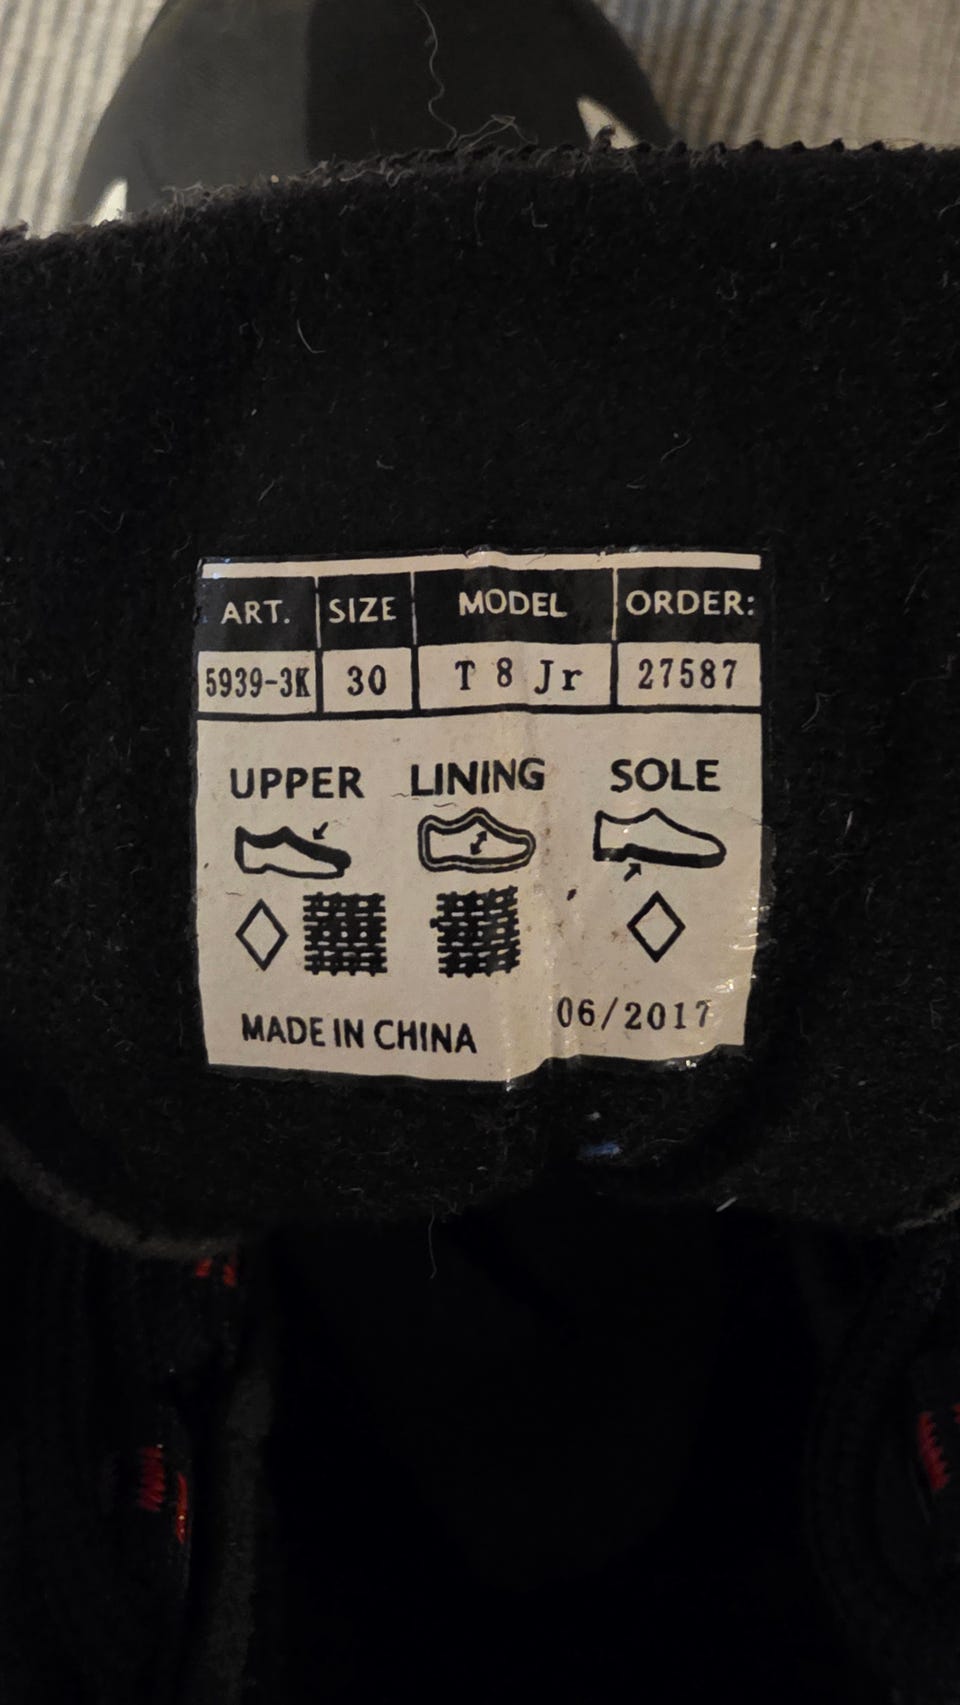 ART. SIZE MODEL ORDER:
5939-3K 30 T 8 Jr 27587
UPPER LINING SOLE
MADE IN CHINA 06/2017